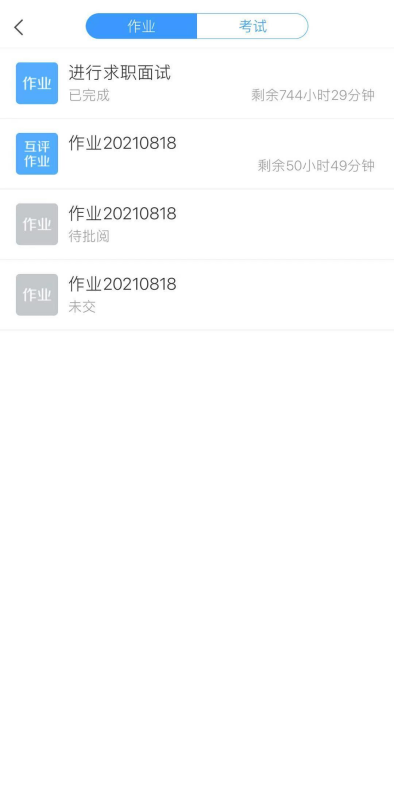 作业 考试
作业 进行求职面试
已完成 剩余744小时29分钟
互评
作业
作业20210818
剩余50小时49分钟
作业 作业20210818
待批阅
作业 作业20210818
未交